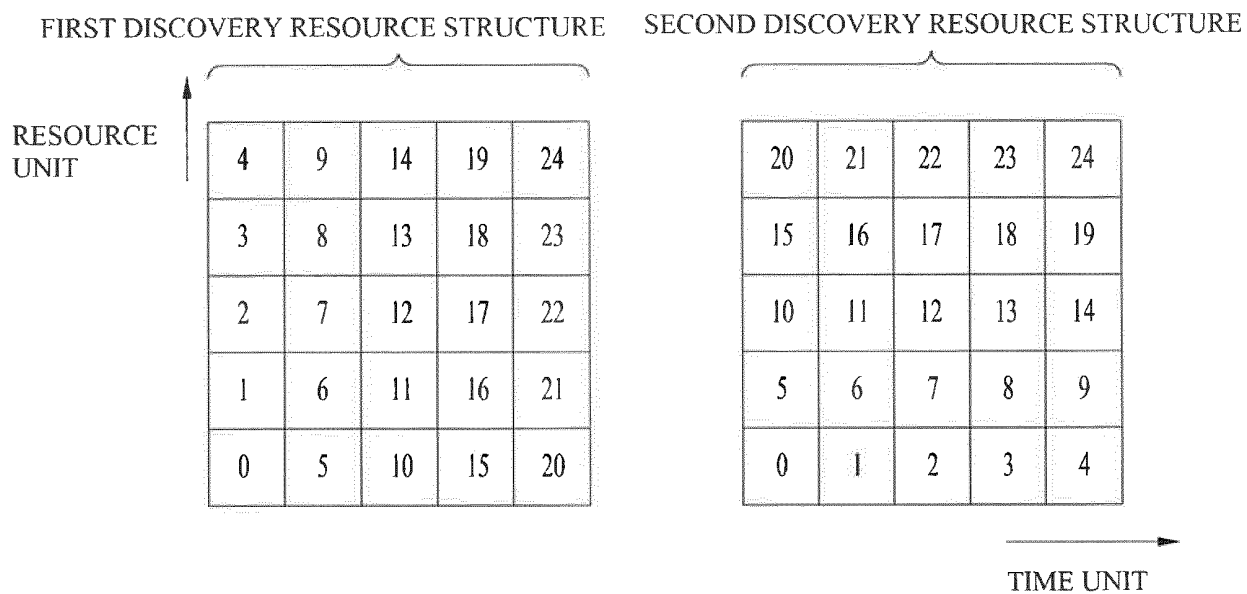 FIRST DISCOVERY RESOURCE STRUCTURE
SECOND DISCOVERY RESOURCE STRUCTURE
RESOURCE
UNIT
4 9 14 19 24
3 8 13 18 23
2 7 12 17 22
1 6 11 16 21
0 5 10 15 20
20 21 22 23 24
15 16 17 18 19
10 11 12 13 14
5 6 7 8 9
0 1 2 3 4
TIME UNIT